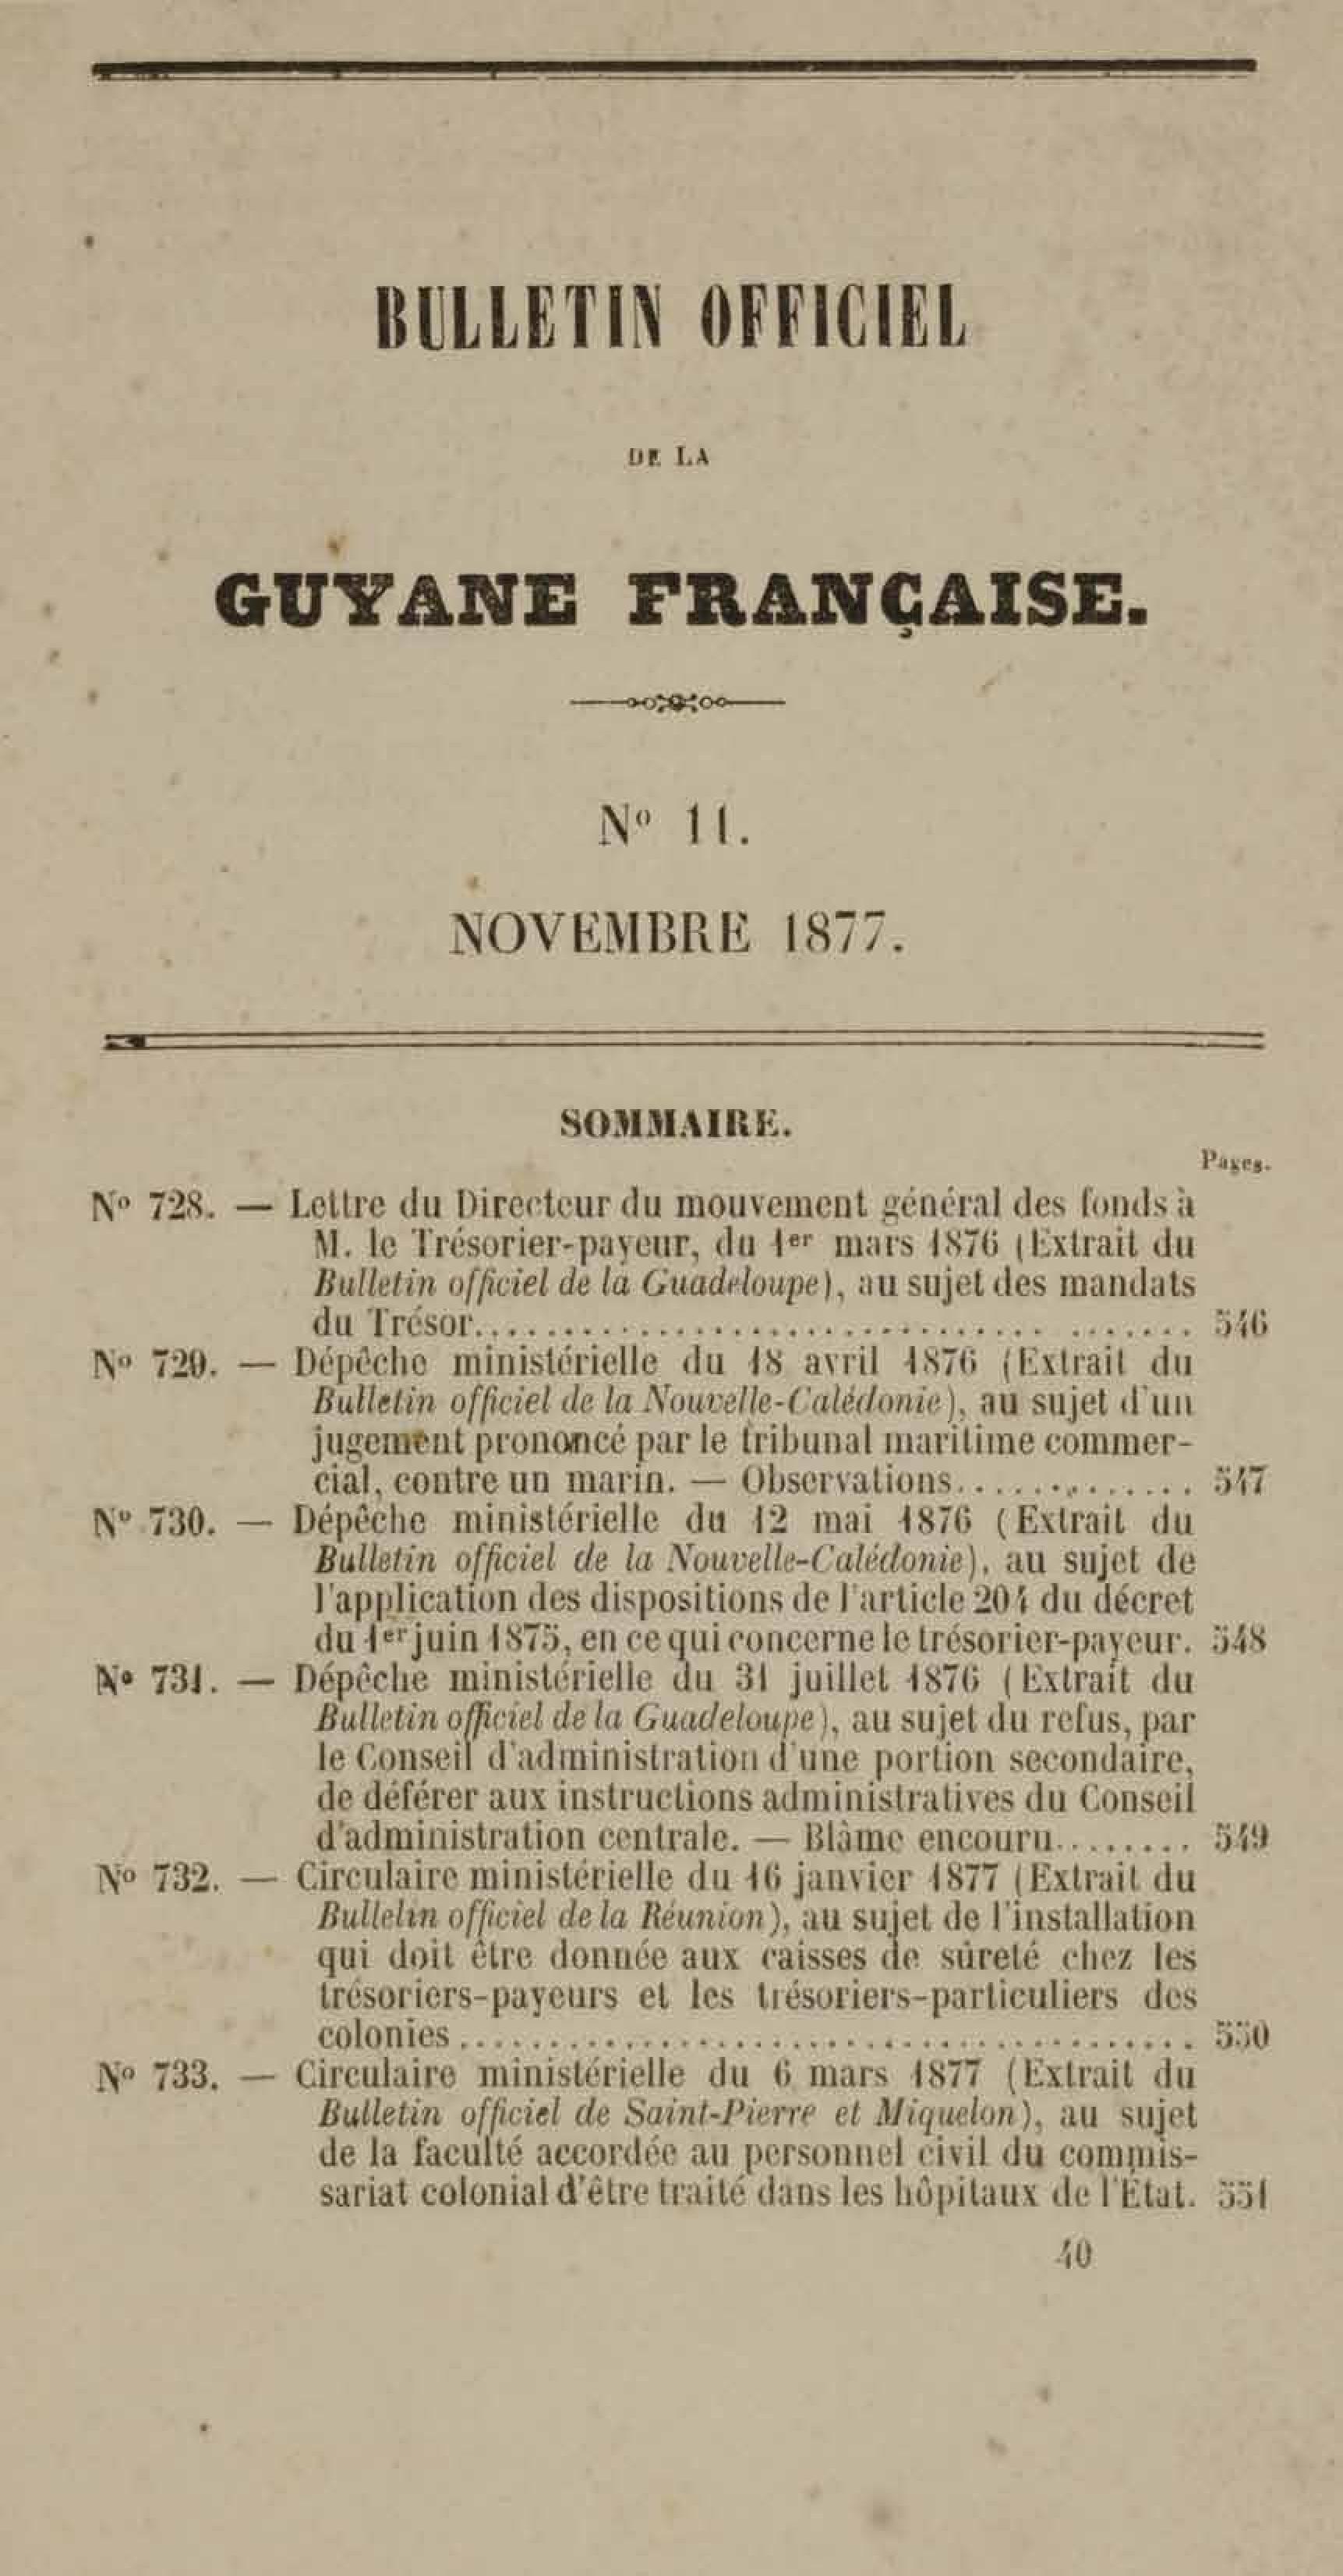 BULLETIN OFFICIEL
DE LA
GUYANE FRANÇAISE.
Nº 11.
NOVEMBRE 1877.
SOMMAIRE.
Pages.
Nº 728. — Lettre du Directeur du mouvement général des fonds à
M. le Trésorier-payeur, du 1er mars 1876 (Extrait du
Bulletin officiel de la Guadeloupe), au sujet des mandats
du Trésor........................................ 546
Nº 729. — Dépêche ministérielle du 18 avril 1876 (Extrait du
Bulletin officiel de la Nouvelle-Calédonie), au sujet d'un
jugement prononcé par le tribunal maritime commer-
cial, contre un marin. — Observations.............. 547
Nº 730. — Dépêche ministérielle du 12 mai 1876 (Extrait du
Bulletin officiel de la Nouvelle-Calédonie), au sujet de
l'application des dispositions de l'article 204 du décret
du 1er juin 1875, en ce qui concerne le trésorier-payeur. 548
Nº 731. — Dépêche ministérielle du 31 juillet 1876 (Extrait du
Bulletin officiel de la Guadeloupe), au sujet du refus, par
le Conseil d'administration d'une portion secondaire,
de déférer aux instructions administratives du Conseil
d'administration centrale. — Blâme encouru........ 549
Nº 732. — Circulaire ministérielle du 16 janvier 1877 (Extrait du
Bulletin officiel de la Réunion), au sujet de l'installation
qui doit être donnée aux caisses de sûreté chez les
trésoriers-payeurs et les trésoriers-particuliers des
colonies......................................... 550
Nº 733. — Circulaire ministérielle du 6 mars 1877 (Extrait du
Bulletin officiel de Saint-Pierre et Miquelon), au sujet
de la faculté accordée au personnel civil du commis-
sariat colonial d'être traité dans les hôpitaux de l'État. 551
40